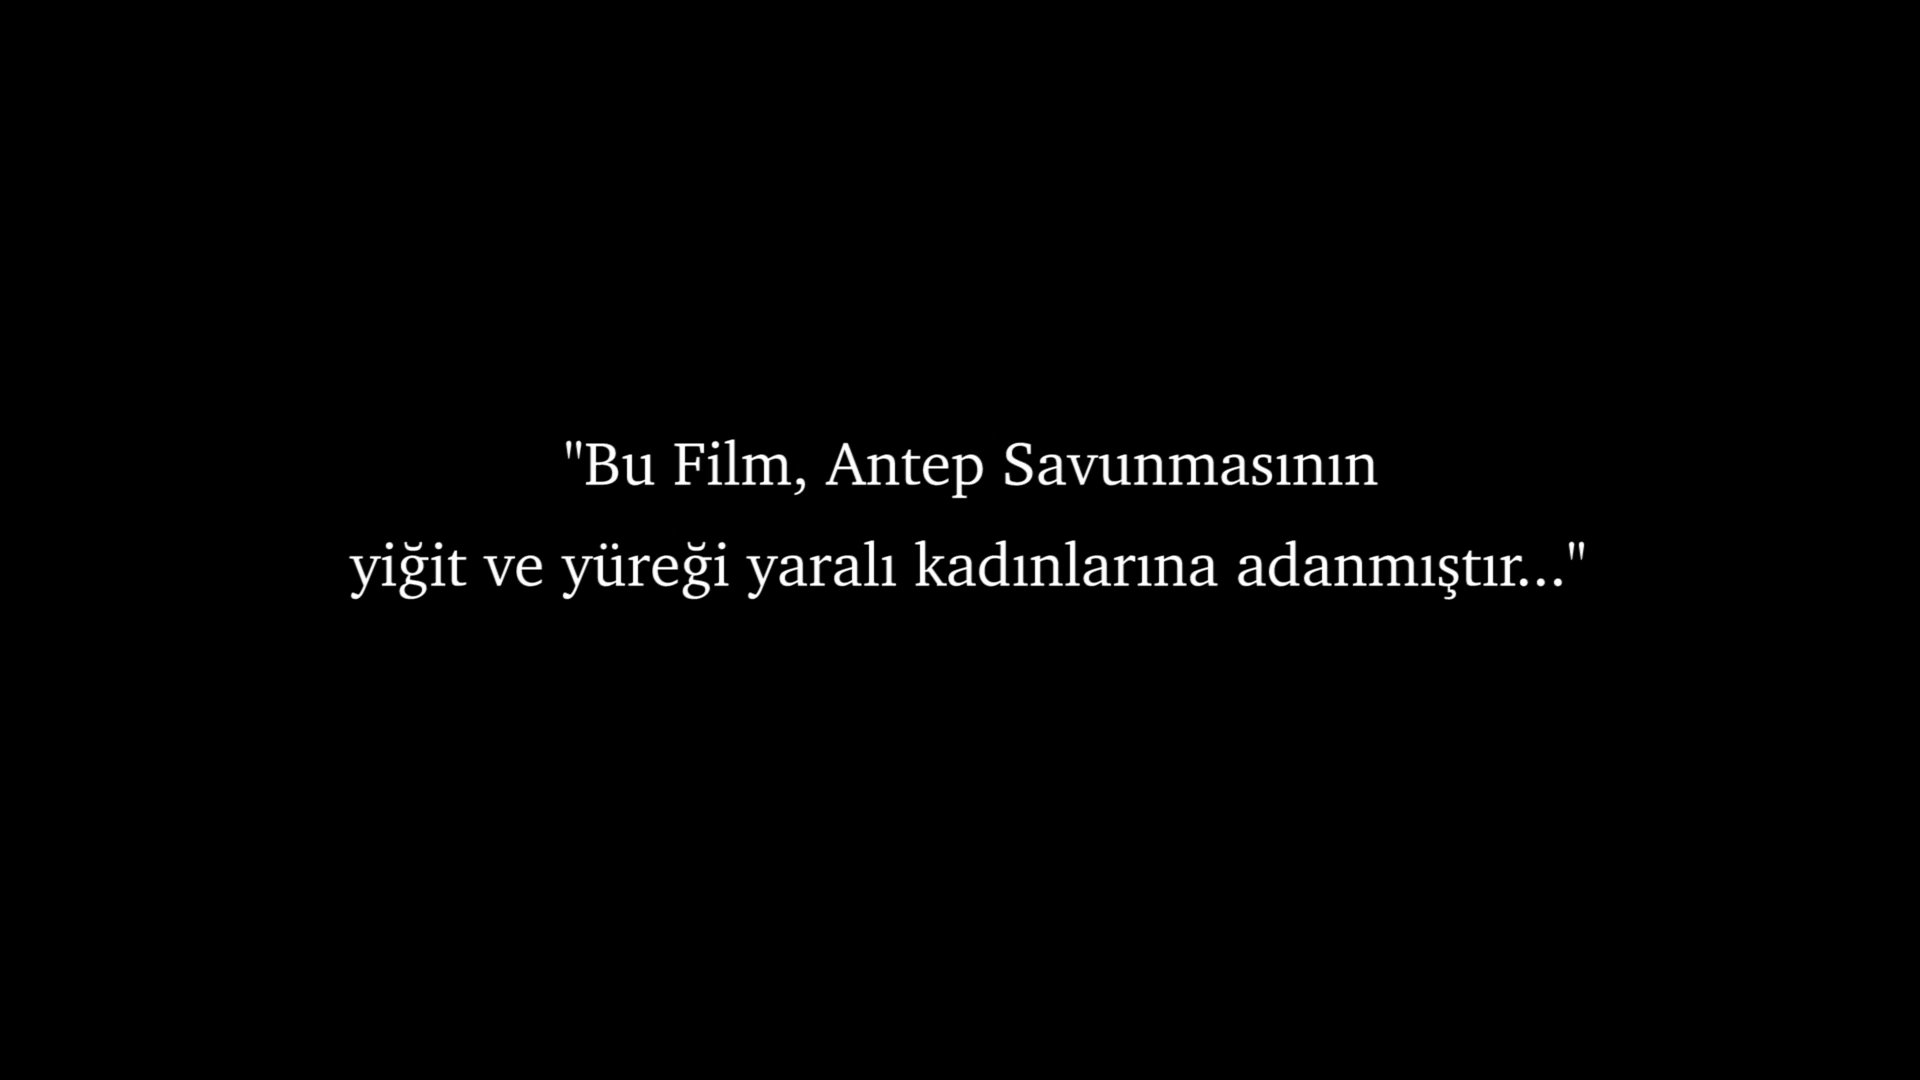 "Bu Film, Antep Savunmasının
yiğit ve yüreği yaralı kadınlarına adanmıştır..."